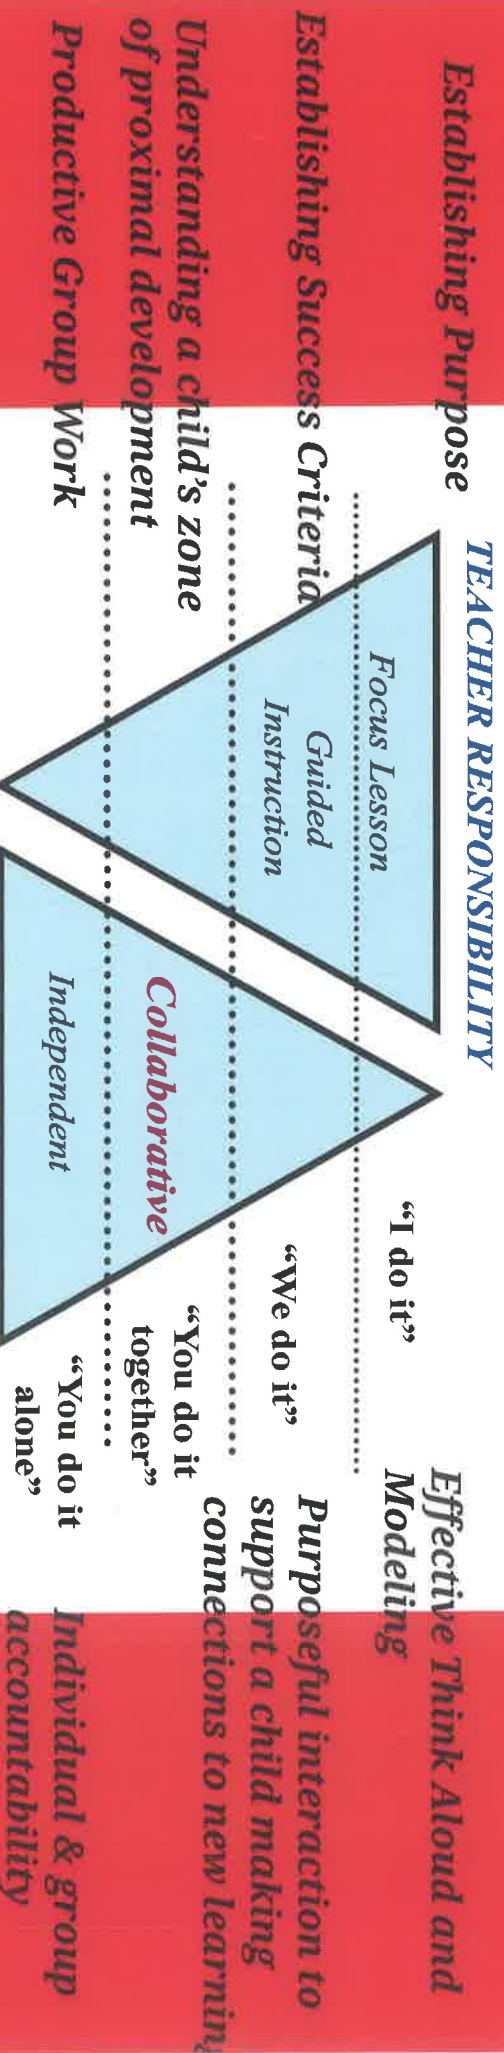 TEACHER RESPONSIBILITY
Establishing Purpose
Establishing Success Criteria
Understanding a child's zone
of proximal development
Productive Group Work
Focus Lesson
Guided
Instruction
Collaborative
Independent
“I do it”
“We do it”
“You do it
together”
“You do it
alone”
Effective Think Aloud and
Modeling
Purposeful interaction to
support a child making
connections to new learning
Individual & group
accountability